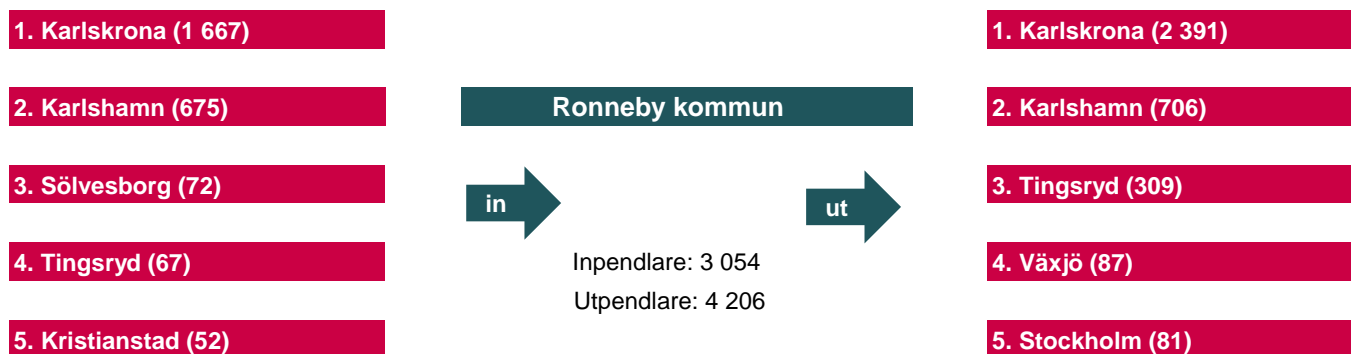 1. Karlskrona (1 667)
2. Karlshamn (675)
3. Sölvesborg (72)
4. Tingsryd (67)
5. Kristianstad (52)
Ronneby kommun
in
ut
Inpendlare: 3 054
Utpendlare: 4 206
1. Karlskrona (2 391)
2. Karlshamn (706)
3. Tingsryd (309)
4. Växjö (87)
5. Stockholm (81)